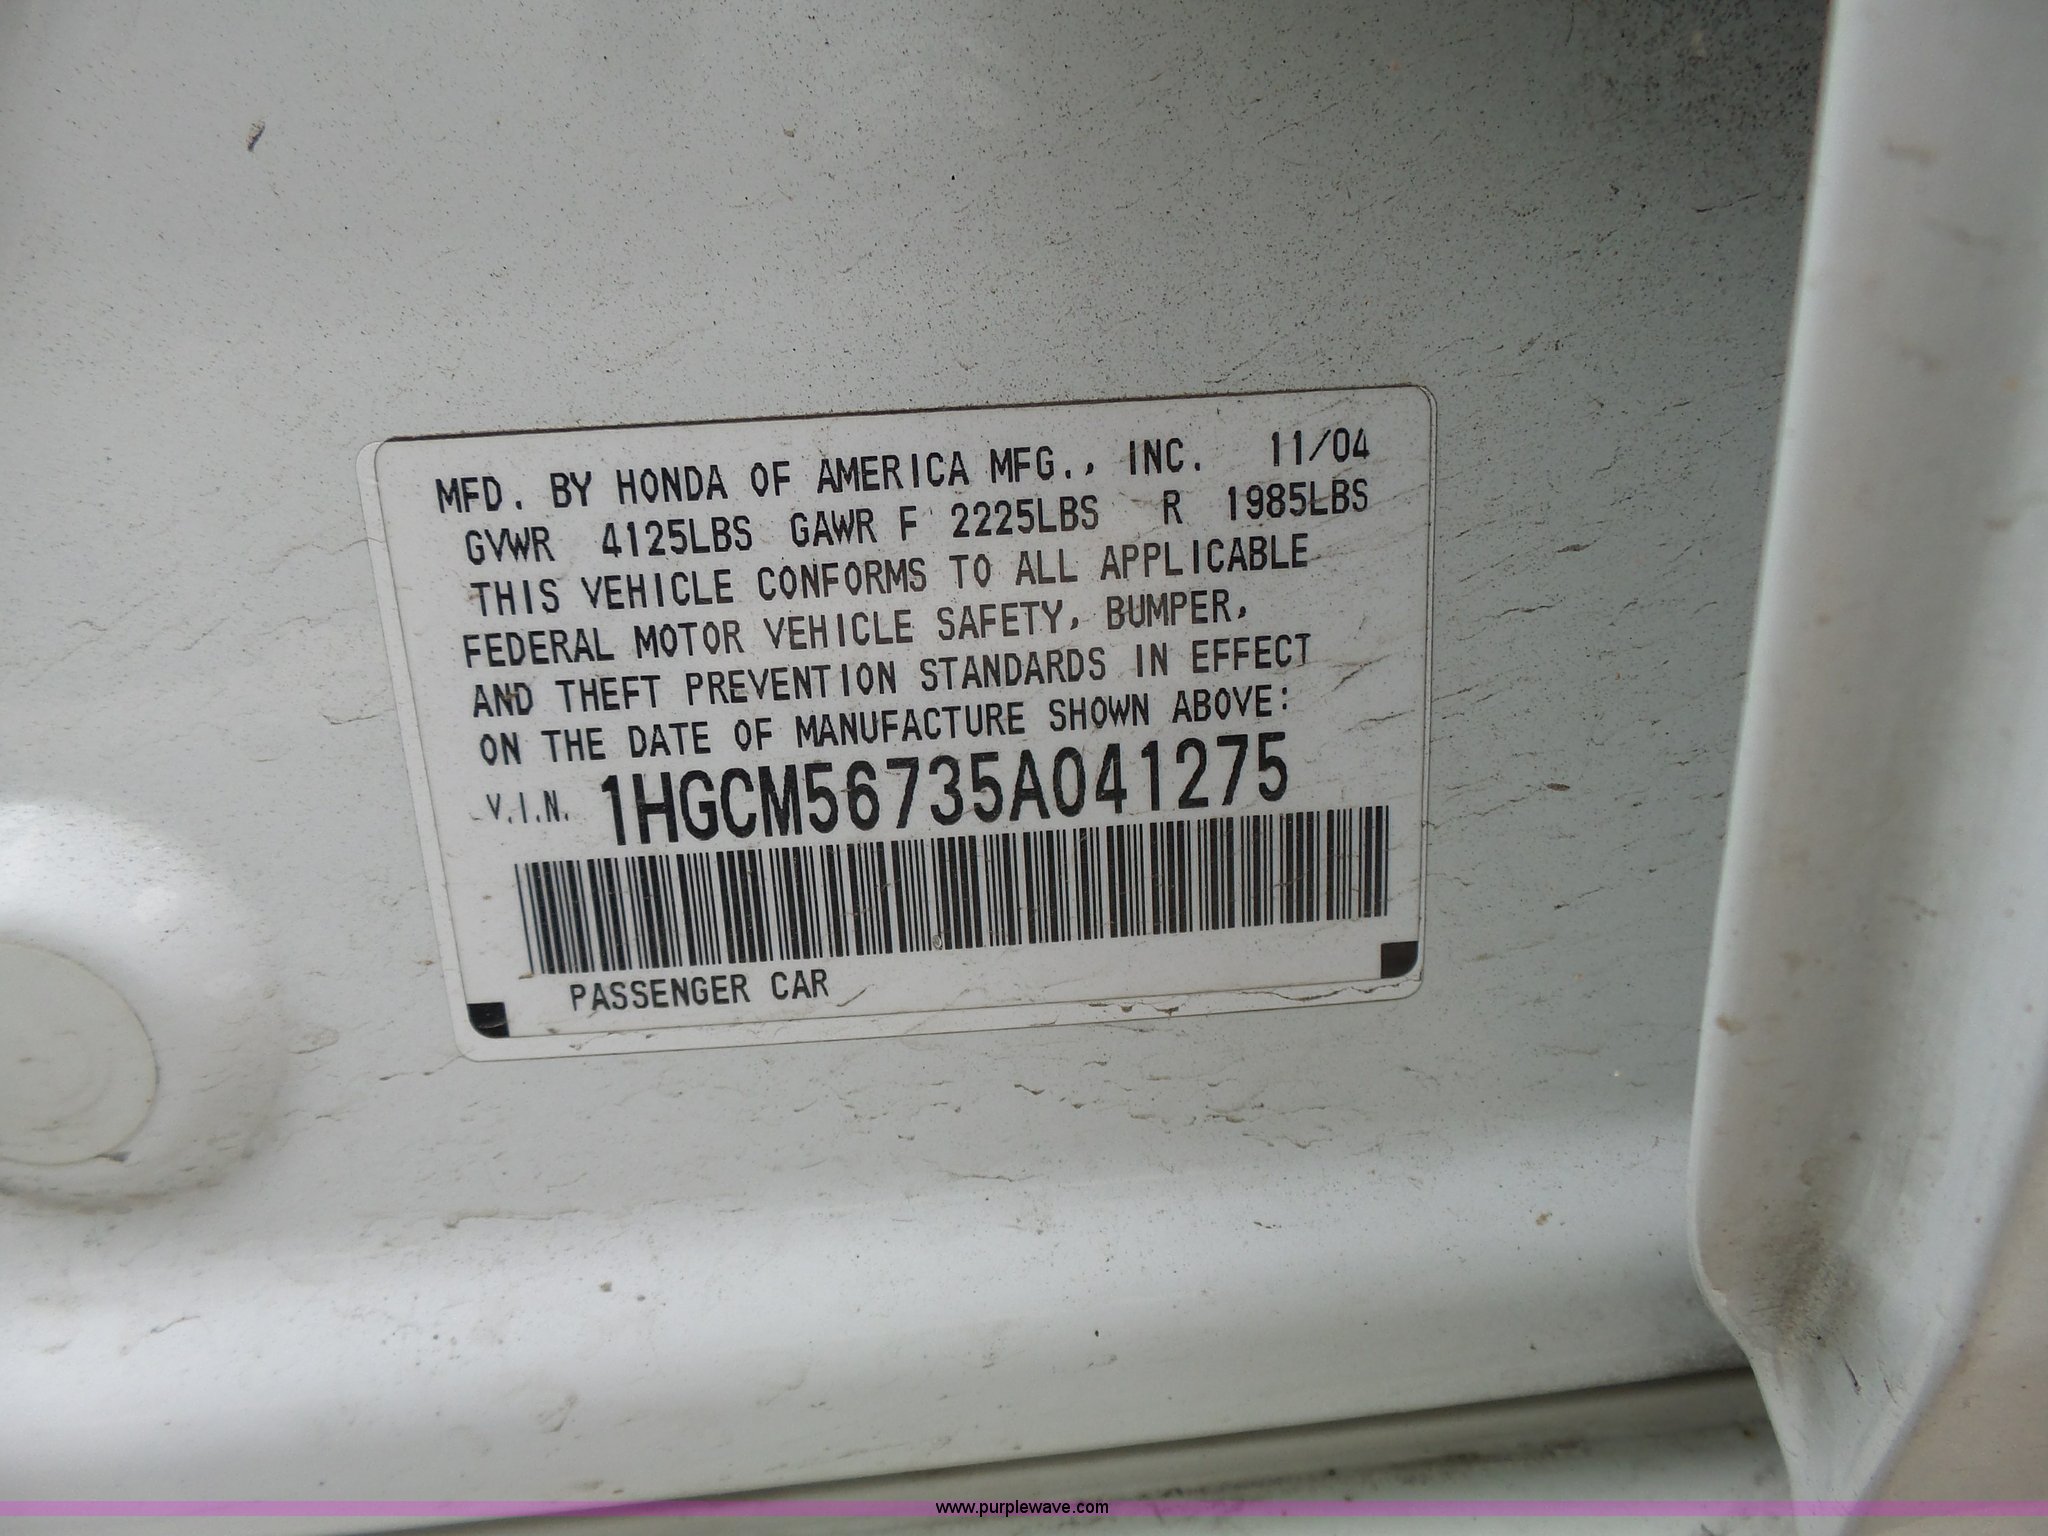 MFD. BY HONDA OF AMERICA MFG., INC. 11/04
GVWR 4125LBS GAWR F 2225LBS R 1985LBS
THIS VEHICLE CONFORMS TO ALL APPLICABLE
FEDERAL MOTOR VEHICLE SAFETY, BUMPER,
AND THEFT PREVENTION STANDARDS IN EFFECT
ON THE DATE OF MANUFACTURE SHOWN ABOVE:
V.I.N. 1HGCM56735A041275
PASSENGER CAR
www.purplewave.com